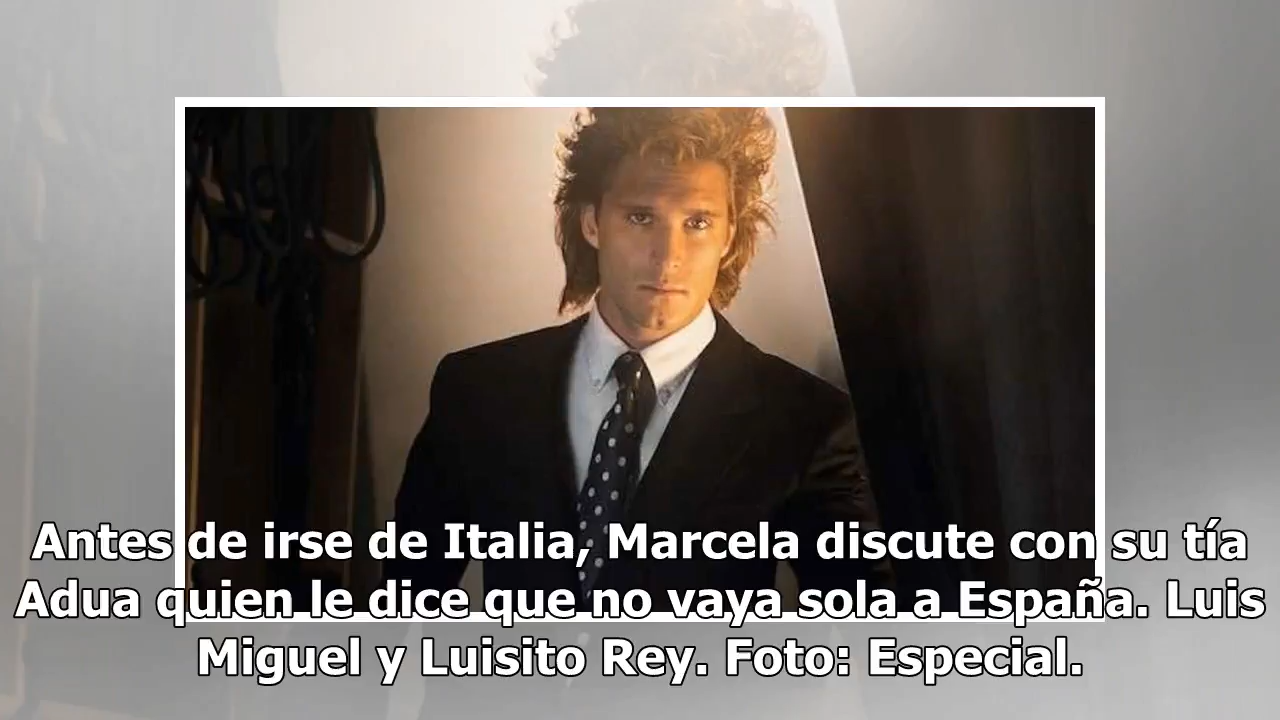 Antes de irse de Italia, Marcela discute con su tía
Adua quien le dice que no vaya sola a España. Luis
Miguel y Luisito Rey. Foto: Especial.